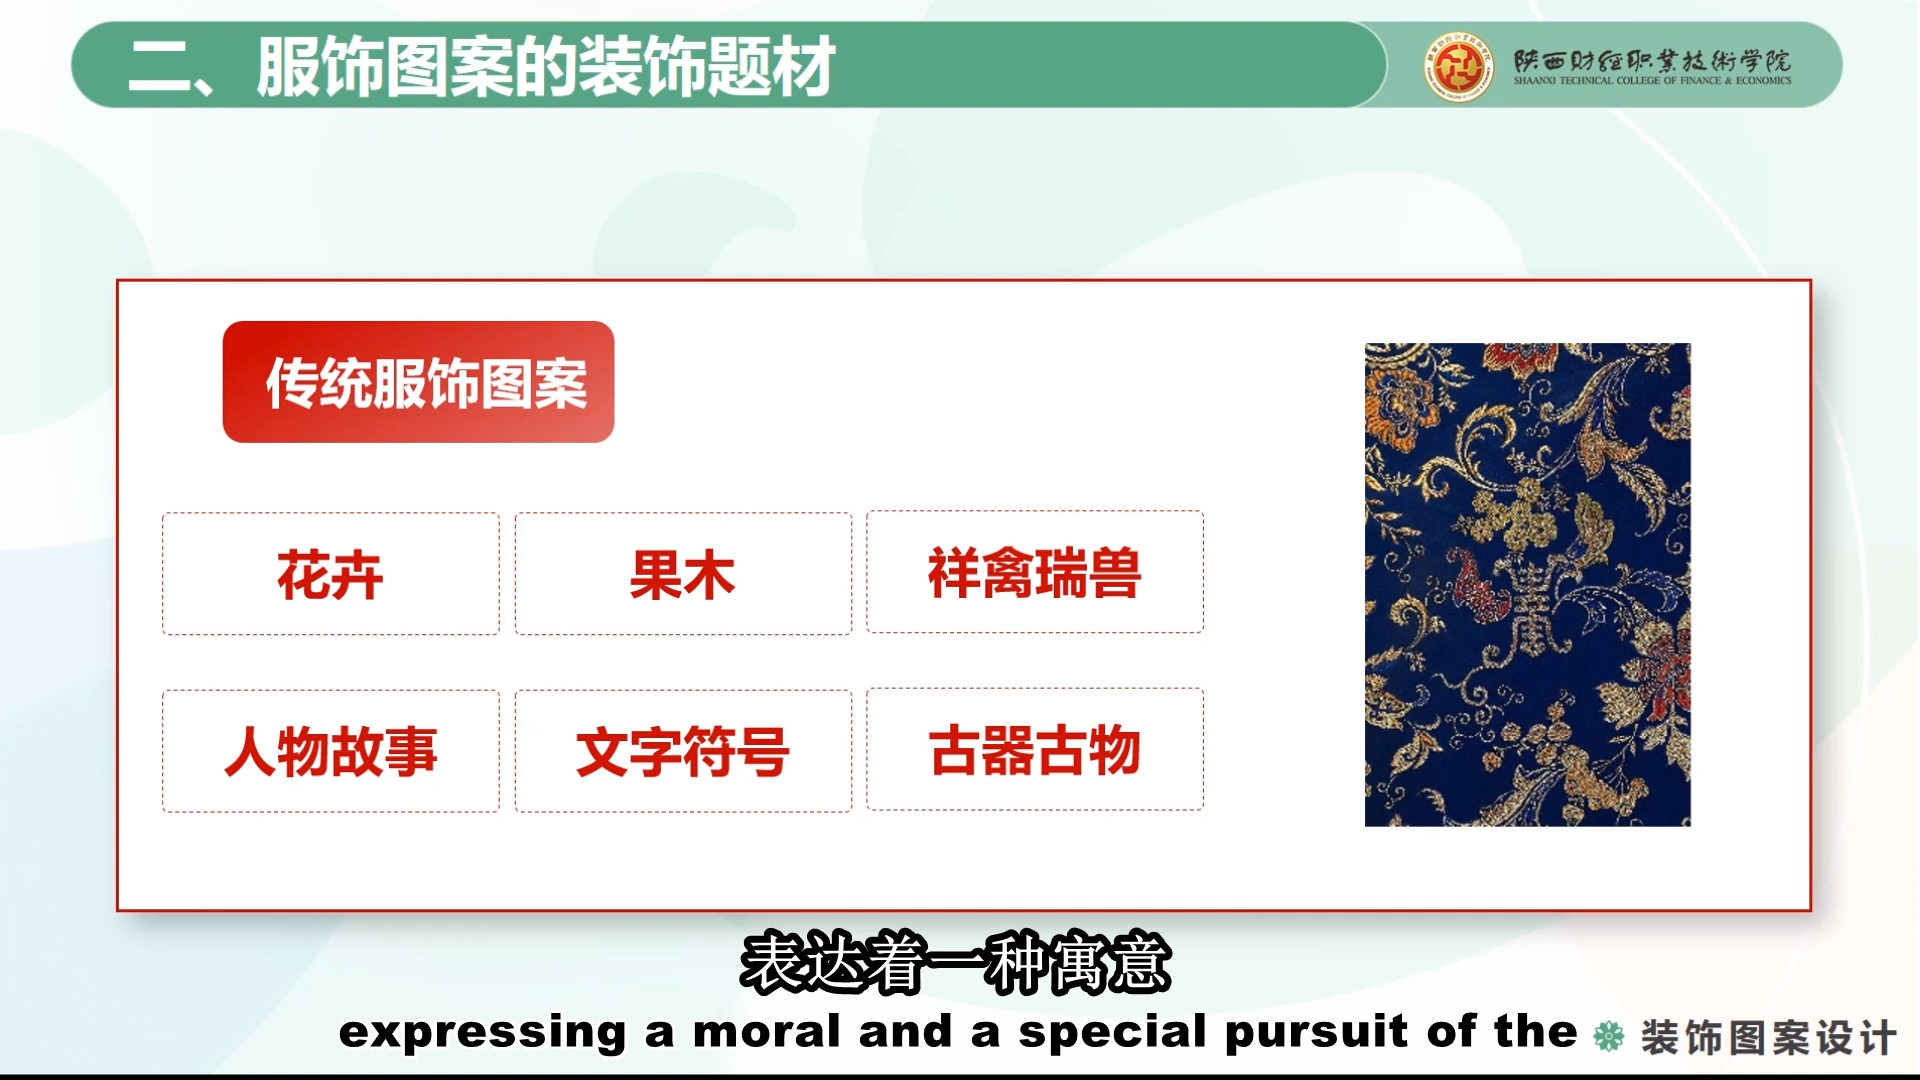 二、服饰图案的装饰题材
陕西财经职业技術学院
SHAANXI TECHNICAL COLLEGE OF FINANCE & ECONOMICS
传统服饰图案
花卉
果木
祥禽瑞兽
人物故事
文字符号
古器古物
表达着一种寓意
expressing a moral and a special pursuit of the
装饰图案设计